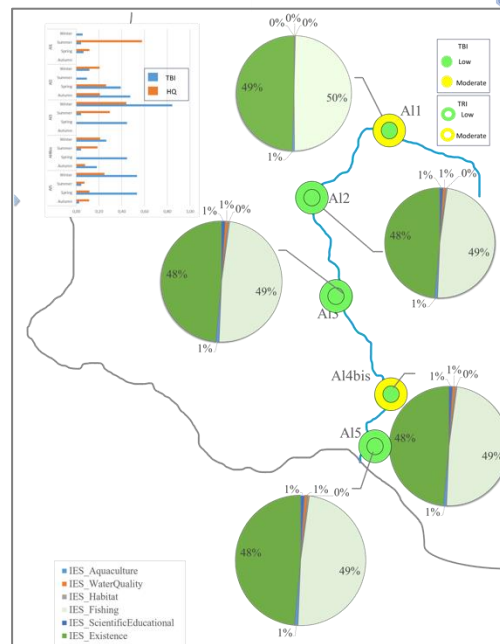 Winter
Summer
Spring
Winter
Summer
Spring
Autumn
Winter
Summer
Spring
Autumn
Winter
Summer
Spring
Autumn
Winter
Summer
Spring
Autumn
TBI
HQ
0%
0%
49%
50%
1%
TBI
Low
Moderate
TRI
Low
Moderate
Al1
Al2
1%
1%
0%
48%
49%
1%
1%
1%
0%
48%
49%
1%
Al3
Al4bis
1%
1%
0%
48%
49%
1%
Al5
1%
1%
0%
48%
49%
1%
IES_Aquaculture
IES_WaterQuality
IES_Habitat
IES_Fishing
IES_ScientificEducational
IES_Existence